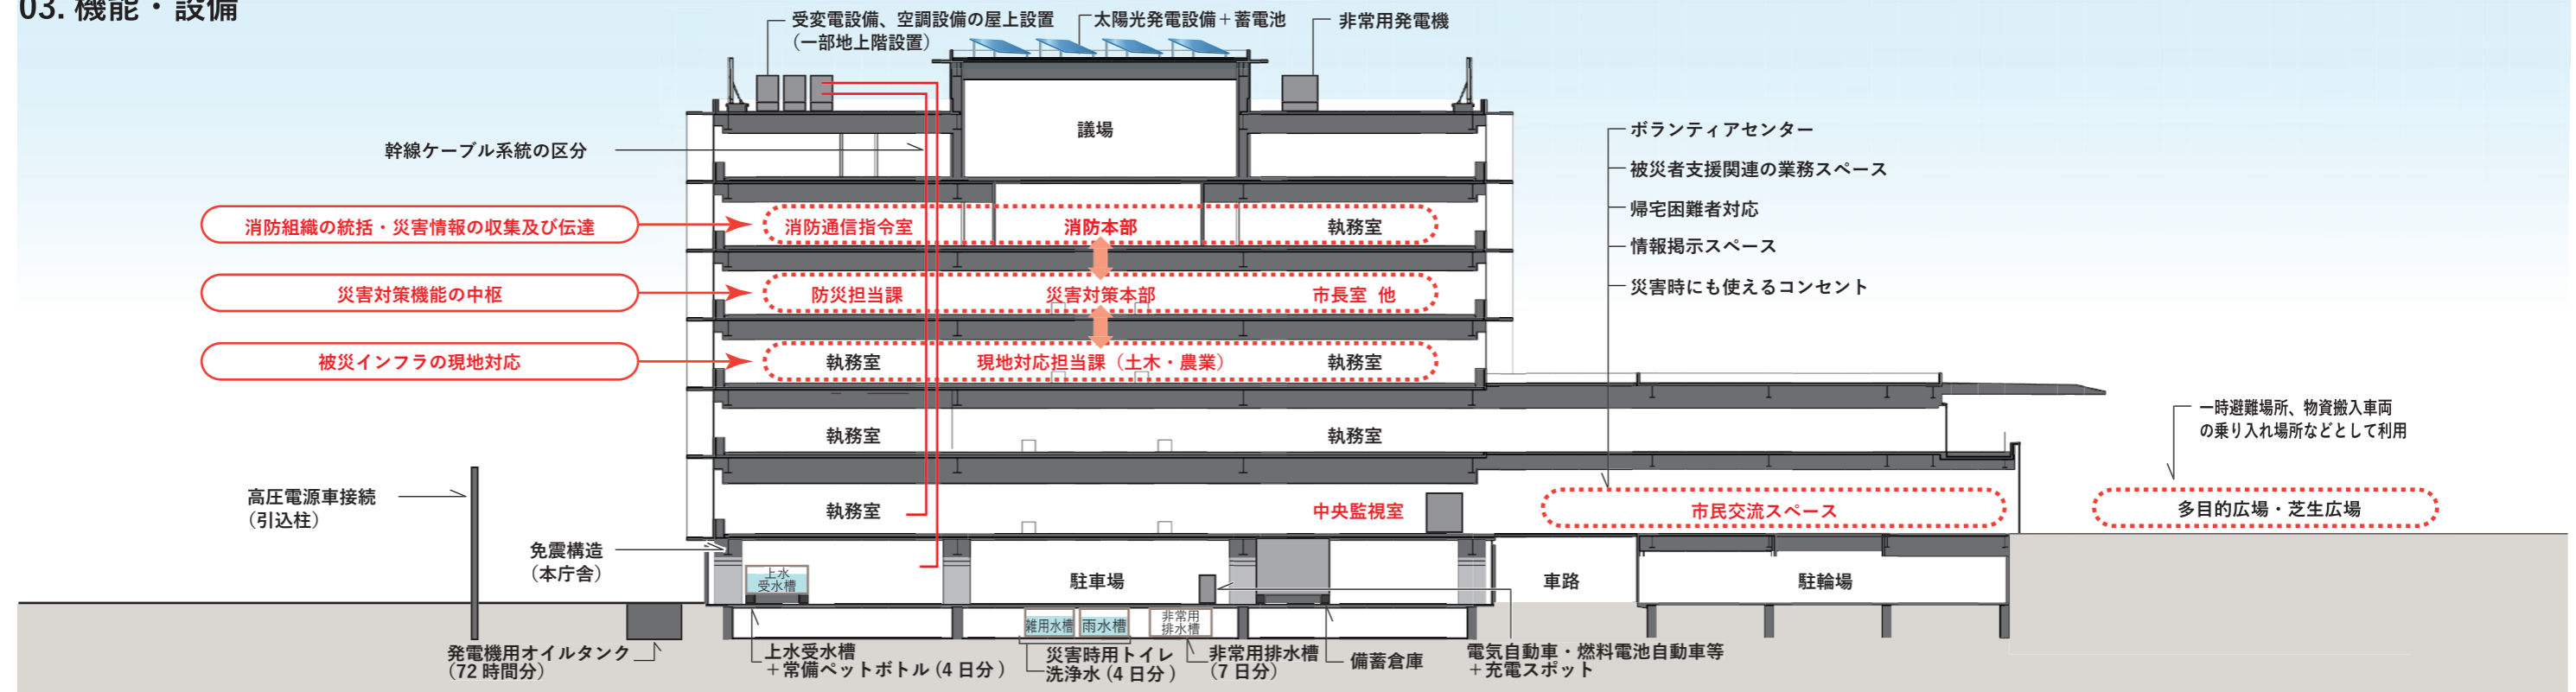 03. 機能・設備
受変電設備、空調設備の屋上設置
（一部地上階設置）
太陽光発電設備＋蓄電池
非常用発電機
議場
幹線ケーブル系統の区分
ボランティアセンター
被災者支援関連の業務スペース
帰宅困難者対応
情報掲示スペース
災害時にも使えるコンセント
消防組織の統括・災害情報の収集及び伝達
消防通信指令室
消防本部
執務室
災害対策機能の中枢
防災担当課
災害対策本部
市長室 他
被災インフラの現地対応
執務室
現地対応担当課（土木・農業）
執務室
執務室
執務室
一時避難場所、物資搬入車両
の乗り入れ場所などとして利用
高圧電源車接続
（引込柱）
執務室
中央監視室
市民交流スペース
多目的広場・芝生広場
免震構造
（本庁舎）
上水
受水槽
駐車場
車路
駐輪場
雑用水槽
雨水槽
非常用
排水槽
発電機用オイルタンク
（72 時間分）
上水受水槽
＋常備ペットボトル (4 日分 )
災害時用トイレ
洗浄水 (4 日分 )
非常用排水槽
（7 日分）
備蓄倉庫
電気自動車・燃料電池自動車等
＋充電スポット